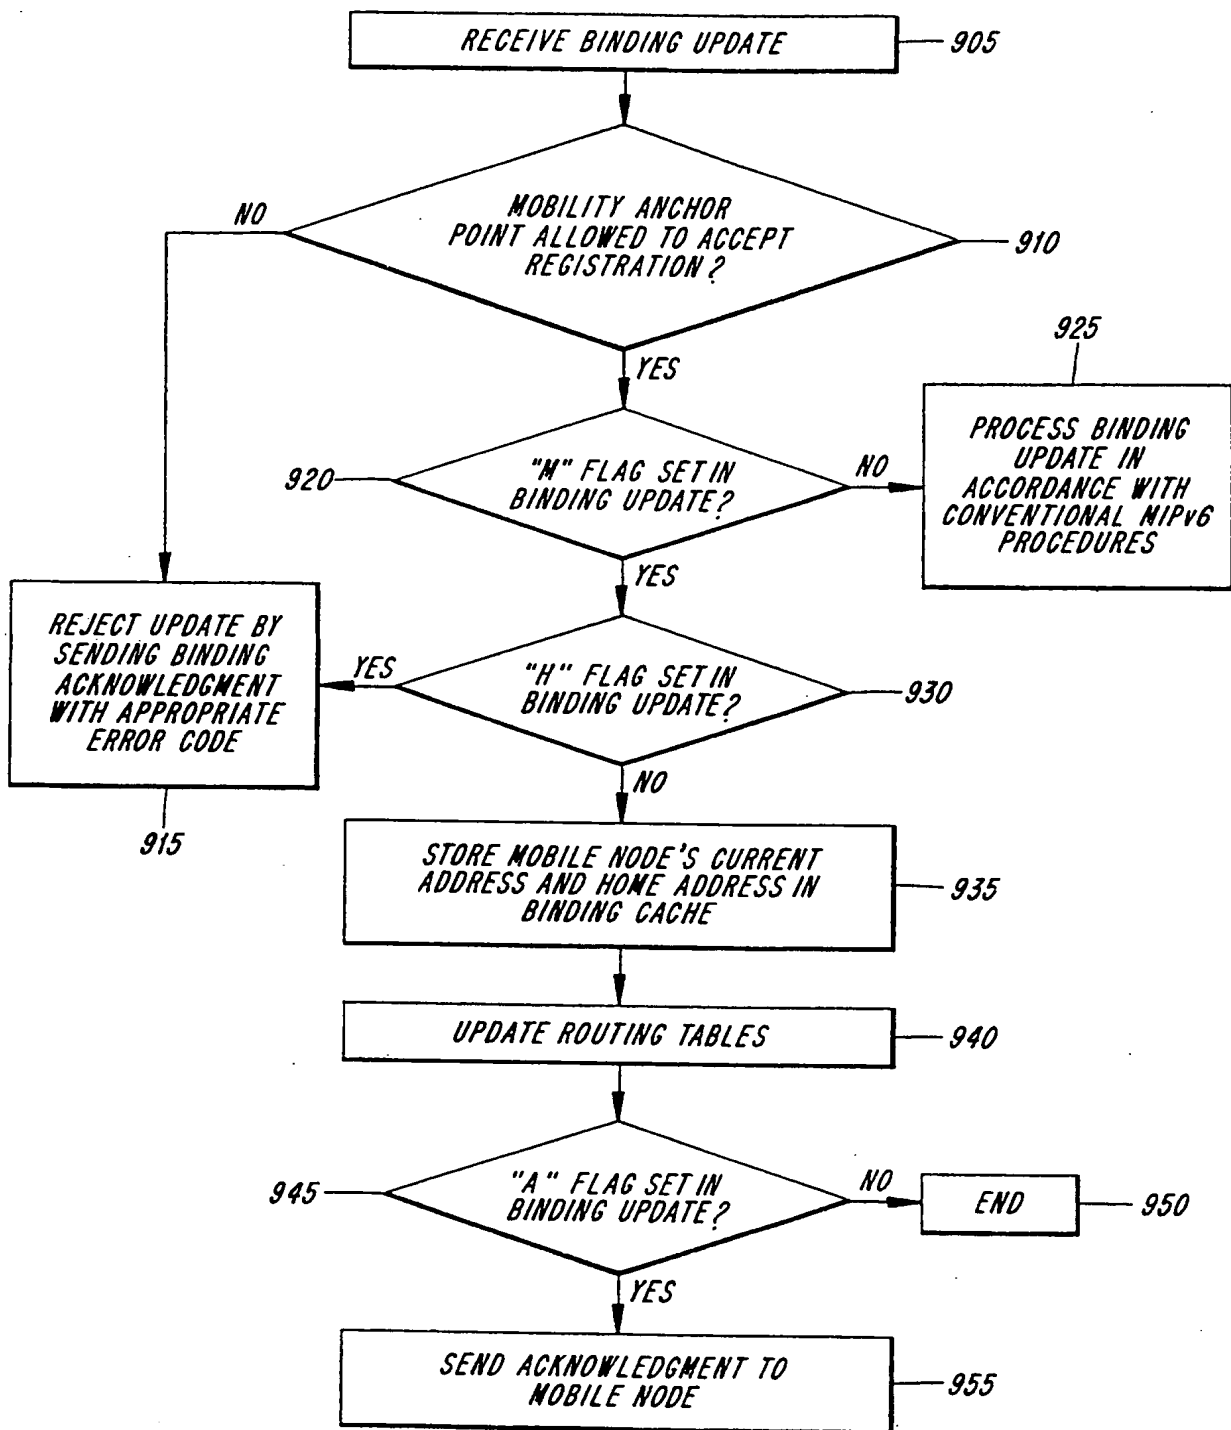 RECEIVE BINDING UPDATE
905
MOBILITY ANCHOR
POINT ALLOWED TO ACCEPT
REGISTRATION?
910
NO
YES
925
PROCESS BINDING
UPDATE IN
ACCORDANCE WITH
CONVENTIONAL MIPv6
PROCEDURES
920
"M" FLAG SET IN
BINDING UPDATE?
NO
YES
REJECT UPDATE BY
SENDING BINDING
ACKNOWLEDGMENT
WITH APPROPRIATE
ERROR CODE
915
YES
"H" FLAG SET IN
BINDING UPDATE?
930
NO
STORE MOBILE NODE'S CURRENT
ADDRESS AND HOME ADDRESS IN
BINDING CACHE
935
UPDATE ROUTING TABLES
940
945
"A" FLAG SET IN
BINDING UPDATE?
NO
END
950
YES
SEND ACKNOWLEDGMENT TO
MOBILE NODE
955